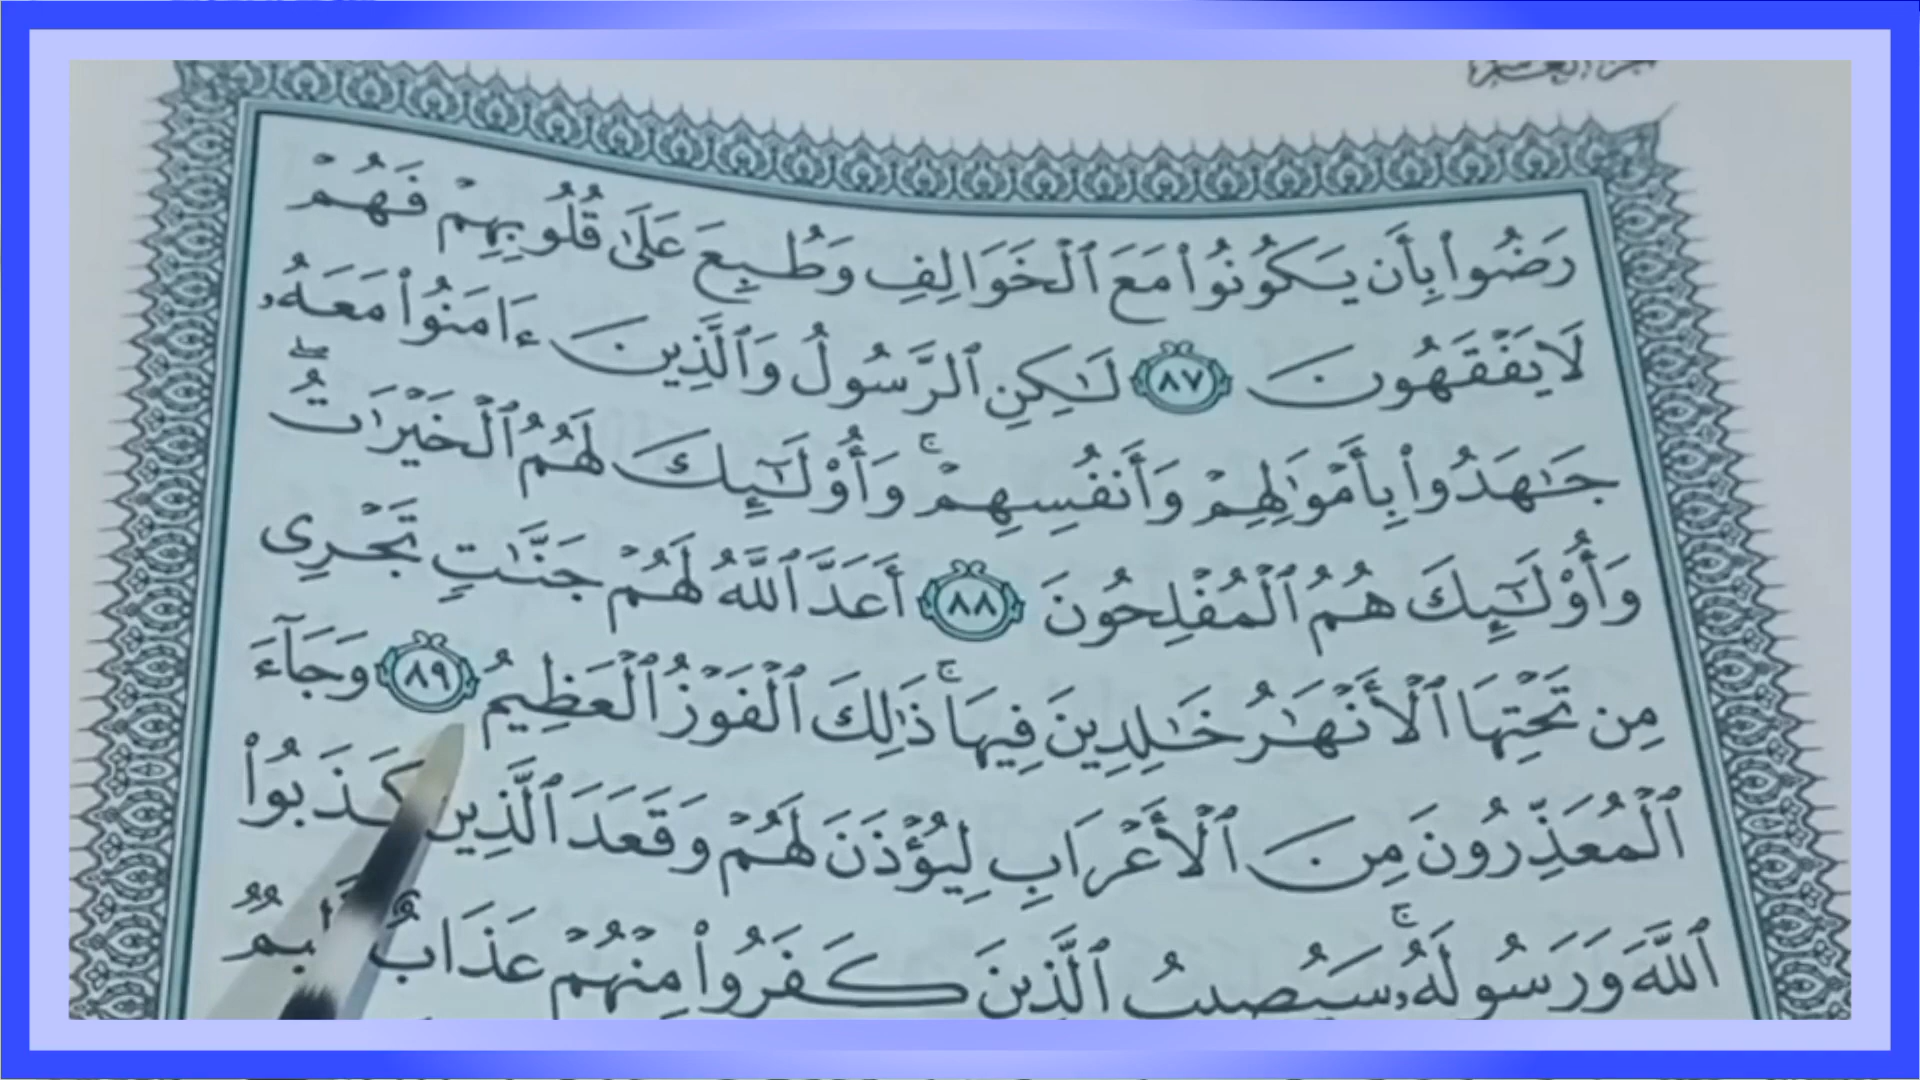 رَضُوا۟ بِأَن يَكُونُوا۟ مَعَ ٱلْخَوَالِفِ وَطُبِعَ عَلَىٰ قُلُوبِهِمْ فَهُمْ
لَا يَفْقَهُونَ ٨٧ لَـٰكِنِ ٱلرَّسُولُ وَٱلَّذِينَ ءَامَنُوا۟ مَعَهُۥ
جَـٰهَدُوا۟ بِأَمْوَٰلِهِمْ وَأَنفُسِهِمْ ۚ وَأُو۟لَـٰٓئِكَ لَهُمُ ٱلْخَيْرَٰتُ ۖ
وَأُو۟لَـٰٓئِكَ هُمُ ٱلْمُفْلِحُونَ ٨٨ أَعَدَّ ٱللَّهُ لَهُمْ جَنَّـٰتٍ تَجْرِى
مِن تَحْتِهَا ٱلْأَنْهَـٰرُ خَـٰلِدِينَ فِيهَا ۚ ذَٰلِكَ ٱلْفَوْزُ ٱلْعَظِيمُ ٨٩ وَجَآءَ
ٱلْمُعَذِّرُونَ مِنَ ٱلْأَعْرَابِ لِيُؤْذَنَ لَهُمْ وَقَعَدَ ٱلَّذِينَ كَذَبُوا۟
ٱللَّهَ وَرَسُولَهُۥ ۚ سَيُصِيبُ ٱلَّذِينَ كَفَرُوا۟ مِنْهُمْ عَذَابٌ